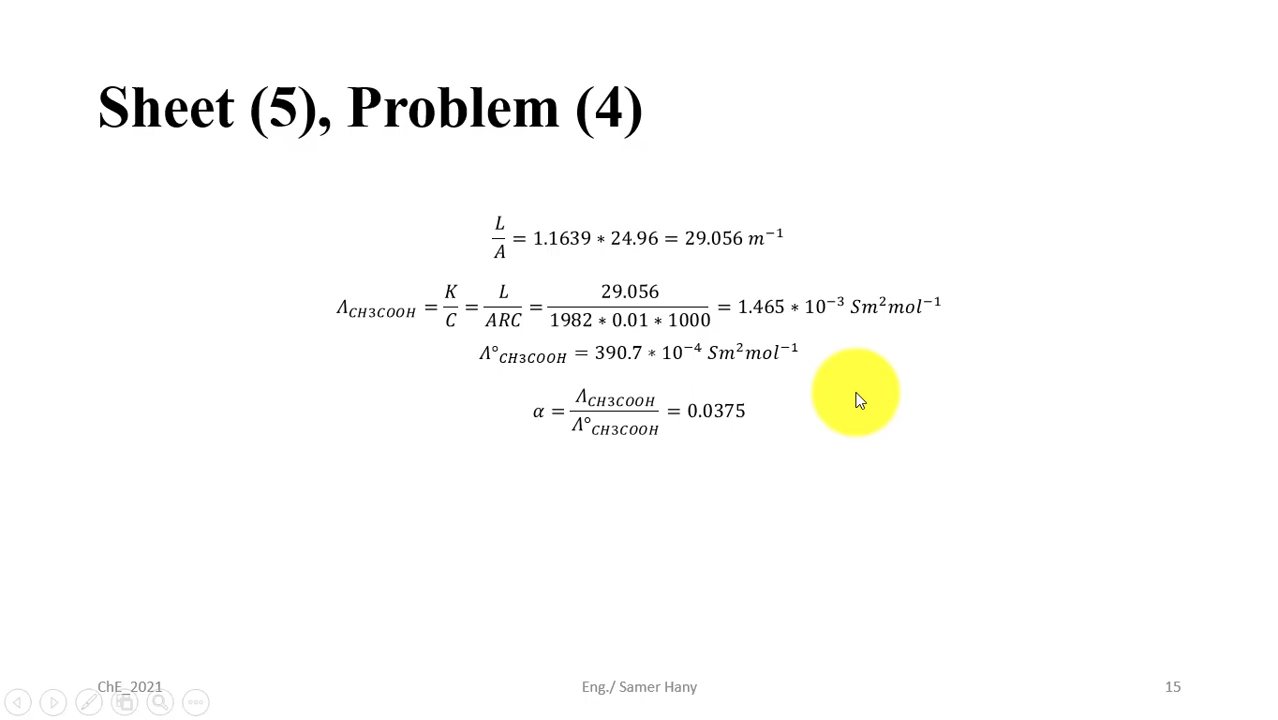 Sheet (5), Problem (4)
L/A = 1.1639 ∗ 24.96 = 29.056 m⁻¹
Λ_CH3COOH = K/C = L/ARC = 29.056/(1982 ∗ 0.01 ∗ 1000) = 1.465 ∗ 10⁻³ Sm²mol⁻¹
Λ°_CH3COOH = 390.7 ∗ 10⁻⁴ Sm²mol⁻¹
α = Λ_CH3COOH/Λ°_CH3COOH = 0.0375
ChE_2021 Eng./ Samer Hany 15